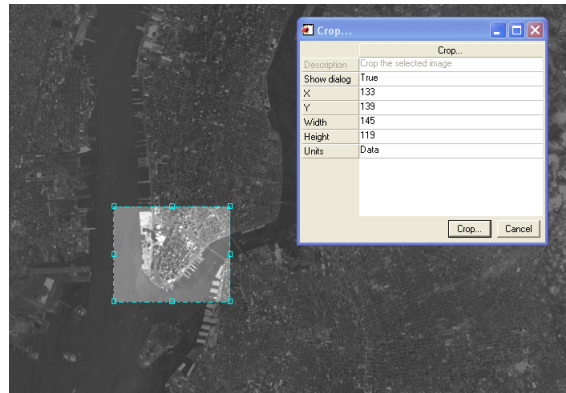 Crop...
Crop...
Description Crop the selected image
Show dialog True
X 133
Y 139
Width 145
Height 119
Units Data
Crop... Cancel